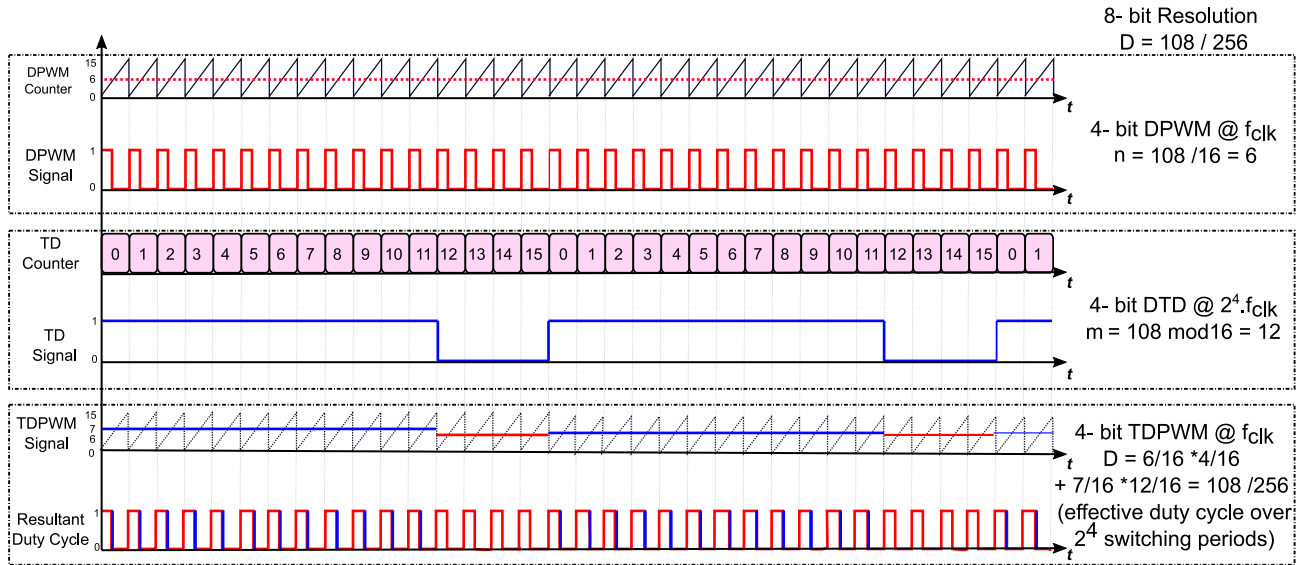 8- bit Resolution
D = 108 / 256
DPWM
Counter
15
6
0
t
DPWM
Signal
1
0
t
4- bit DPWM @ fclk
n = 108 /16 = 6
TD
Counter
0 1 2 3 4 5 6 7 8 9 10 11 12 13 14 15 0 1 2 3 4 5 6 7 8 9 10 11 12 13 14 15 0 1
t
TD
Signal
1
0
t
4- bit DTD @ 2⁴.fclk
m = 108 mod16 = 12
TDPWM
Signal
15
7
6
0
t
Resultant
Duty Cycle
1
0
t
4- bit TDPWM @ fclk
D = 6/16 *4/16
+ 7/16 *12/16 = 108 /256
(effective duty cycle over
2⁴ switching periods)